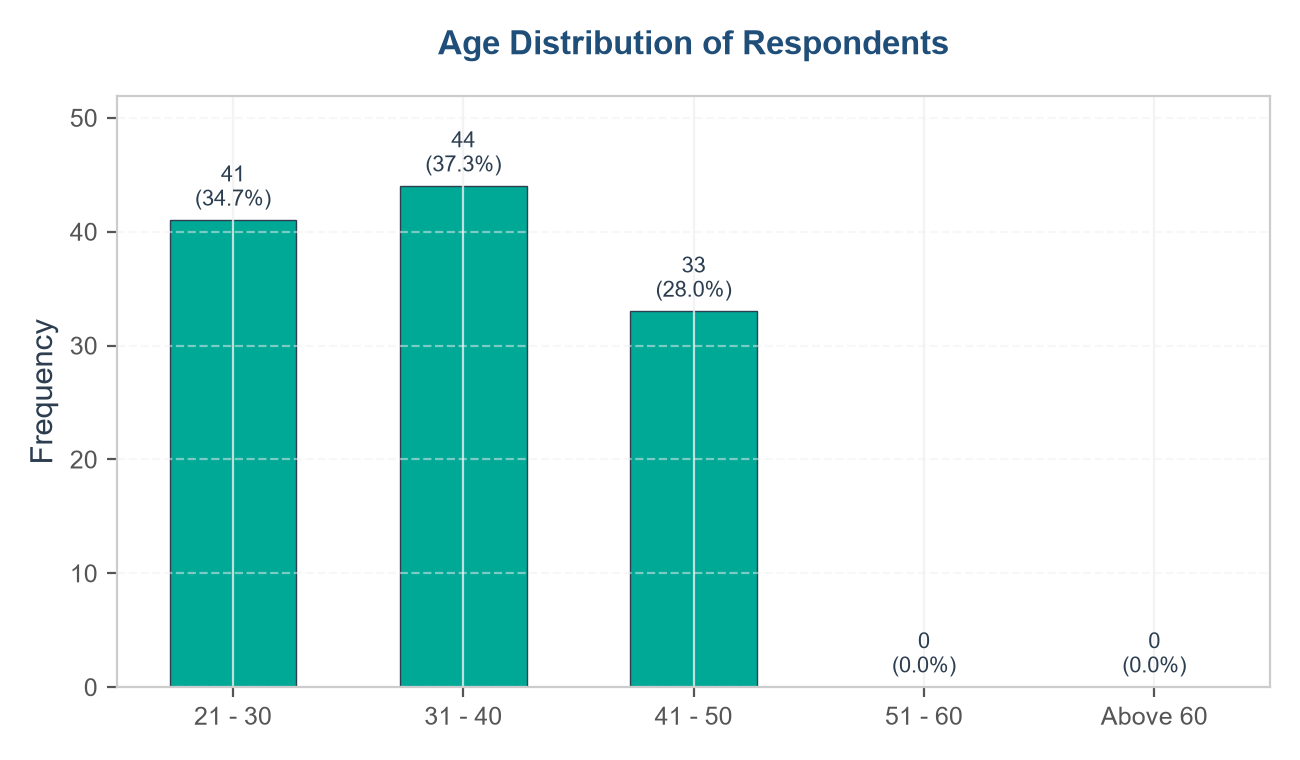 Age Distribution of Respondents
50
40
30
20
10
0
Frequency
41
(34.7%)
44
(37.3%)
33
(28.0%)
0
(0.0%)
0
(0.0%)
21 - 30
31 - 40
41 - 50
51 - 60
Above 60